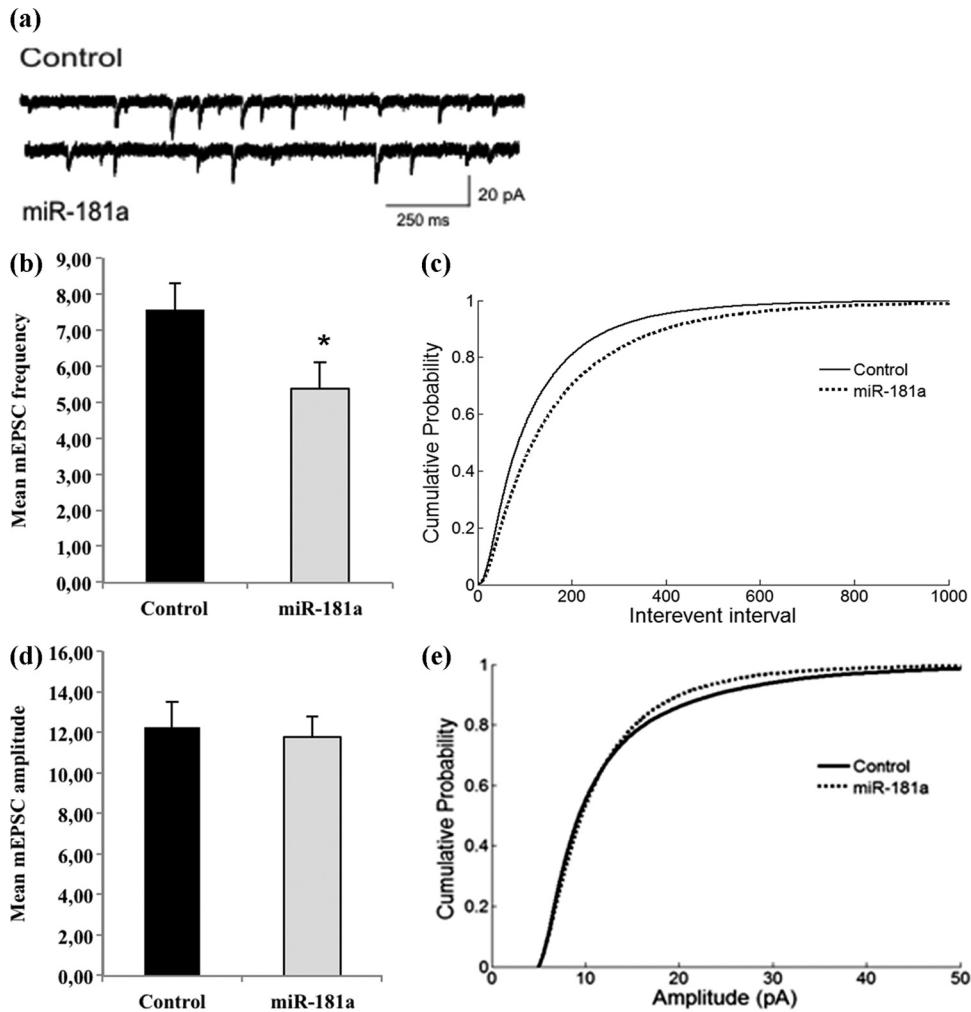 (a)
Control
miR-181a
20 pA
250 ms
(b)
Mean mEPSC frequency
9,00
8,00
7,00
6,00
5,00
4,00
3,00
2,00
1,00
0,00
*
Control miR-181a
(c)
Cumulative Probability
1
0.8
0.6
0.4
0.2
0
0 200 400 600 800 1000
Interevent interval
Control
miR-181a
(d)
Mean mEPSC amplitude
16,00
14,00
12,00
10,00
8,00
6,00
4,00
2,00
0,00
Control miR-181a
(e)
Cumulative Probability
1
0.8
0.6
0.4
0.2
0
0 10 20 30 40 50
Amplitude (pA)
Control
miR-181a